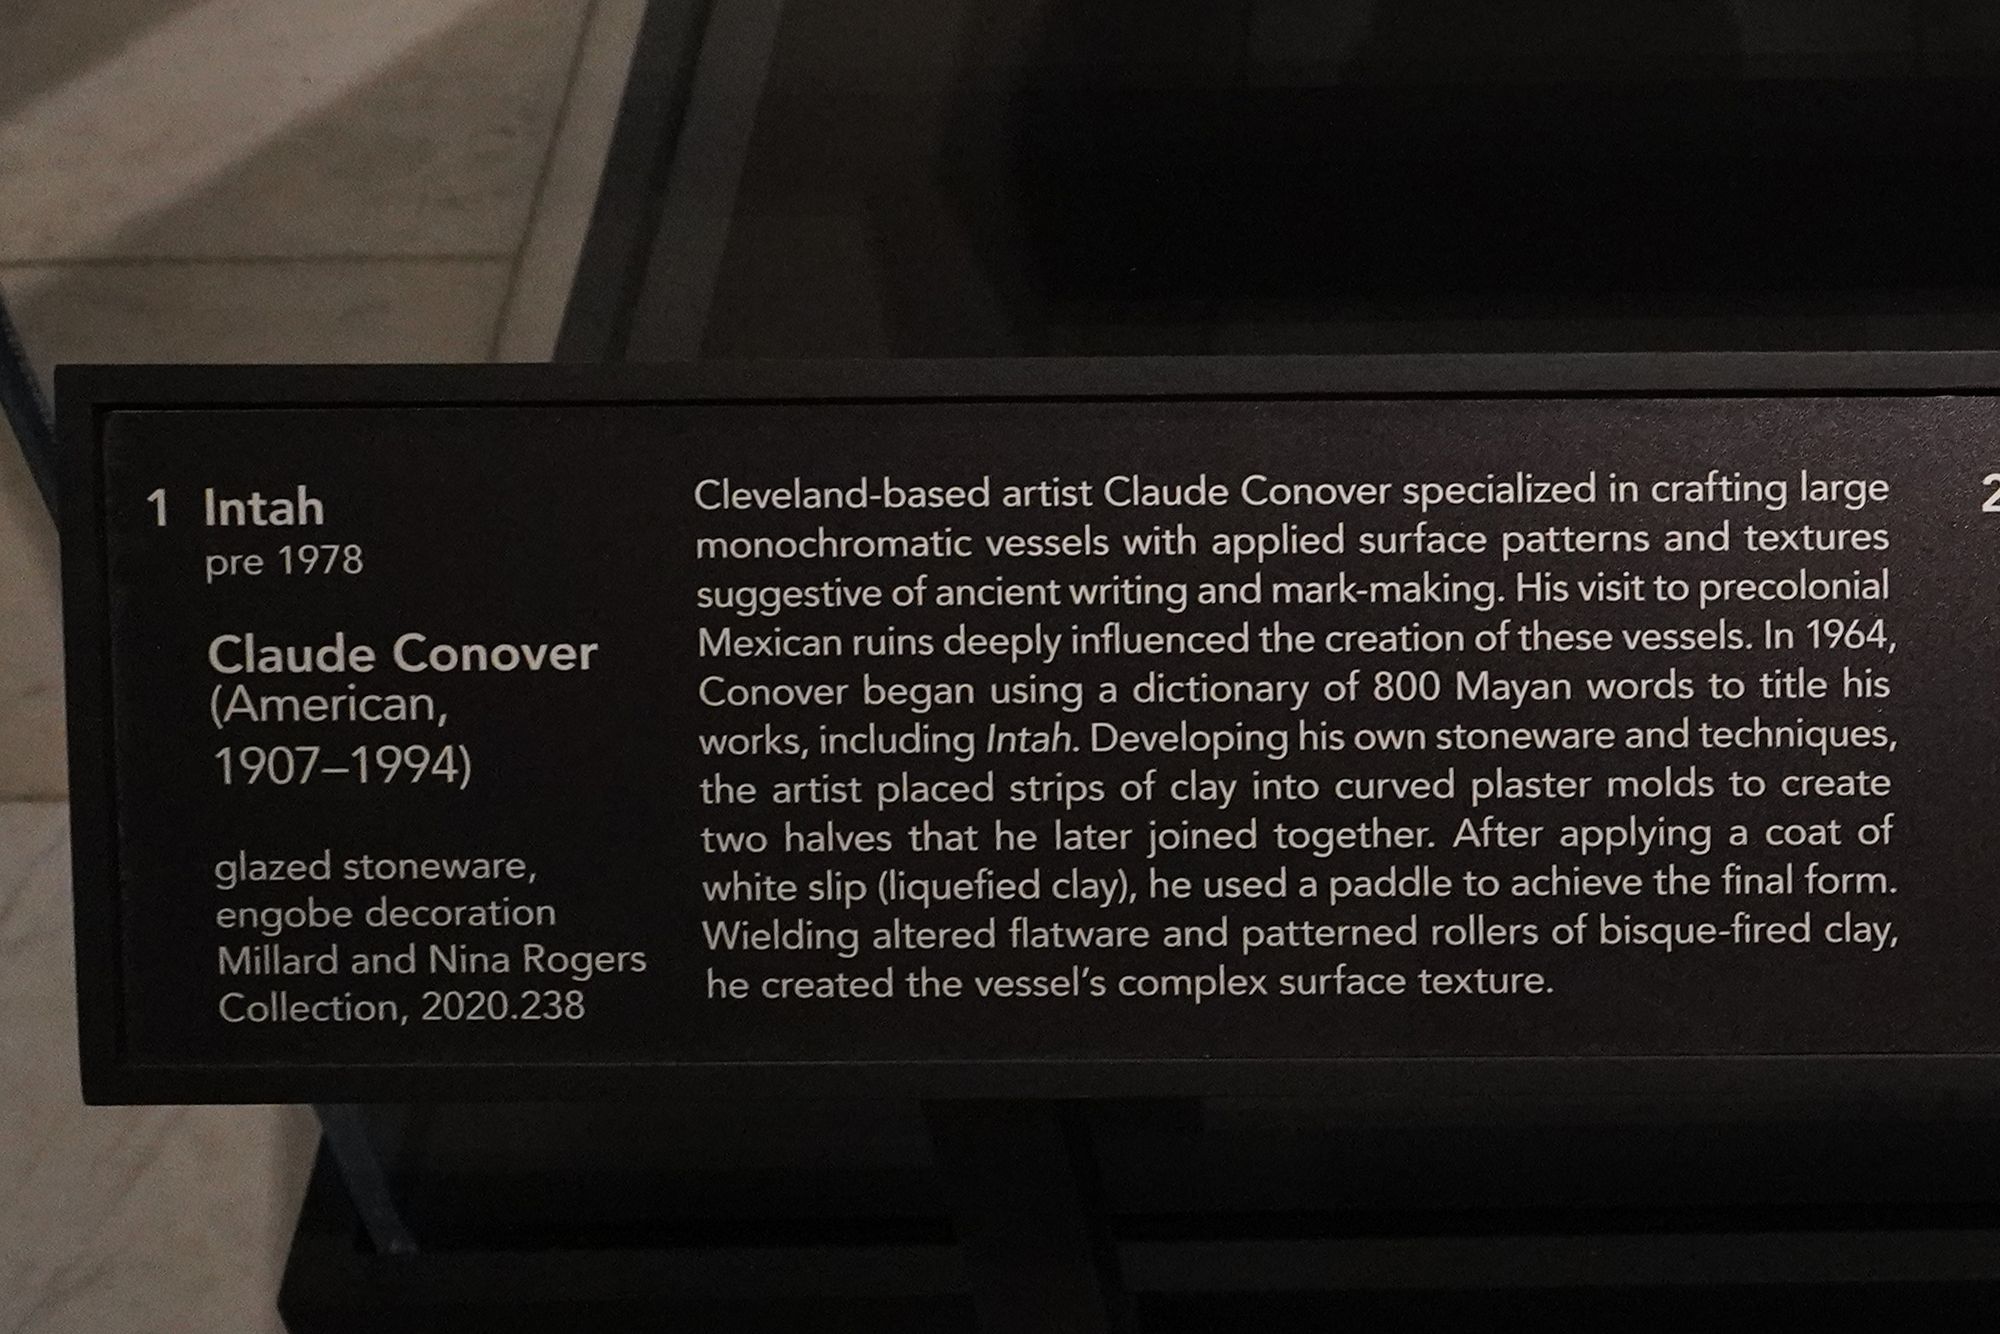 1 Intah
pre 1978
Claude Conover
(American,
1907–1994)
glazed stoneware,
engobe decoration
Millard and Nina Rogers
Collection, 2020.238
Cleveland-based artist Claude Conover specialized in crafting large
monochromatic vessels with applied surface patterns and textures
suggestive of ancient writing and mark-making. His visit to precolonial
Mexican ruins deeply influenced the creation of these vessels. In 1964,
Conover began using a dictionary of 800 Mayan words to title his
works, including Intah. Developing his own stoneware and techniques,
the artist placed strips of clay into curved plaster molds to create
two halves that he later joined together. After applying a coat of
white slip (liquefied clay), he used a paddle to achieve the final form.
Wielding altered flatware and patterned rollers of bisque-fired clay,
he created the vessel’s complex surface texture.
2